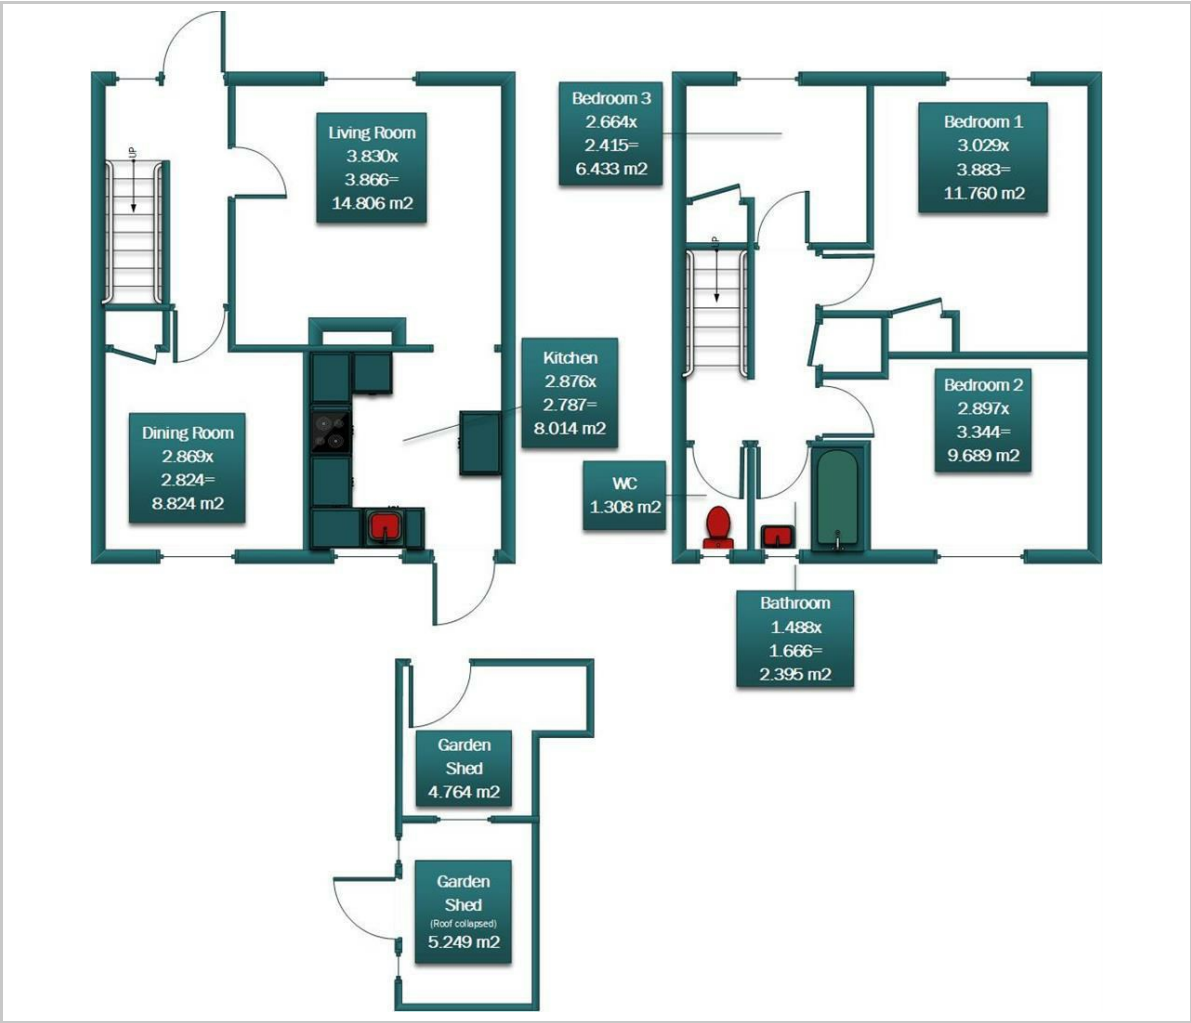 UP
Living Room
3.830x
3.866=
14.806 m2
Dining Room
2.869x
2.824=
8.824 m2
Kitchen
2.876x
2.787=
8.014 m2
Bedroom 3
2.664x
2.415=
6.433 m2
Bedroom 1
3.029x
3.883=
11.760 m2
UP
Bedroom 2
2.897x
3.344=
9.689 m2
WC
1.308 m2
Bathroom
1.488x
1.666=
2.395 m2
Garden
Shed
4.764 m2
Garden
Shed
(Roof collapsed)
5.249 m2